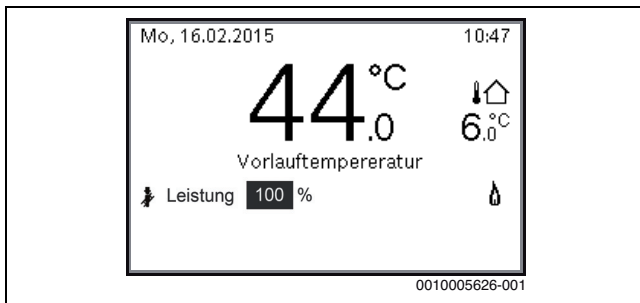 Mo, 16.02.2015 10:47
44.0 °C
6.0 °C
Vorlauftempereratur
Leistung 100 %
0010005626-001